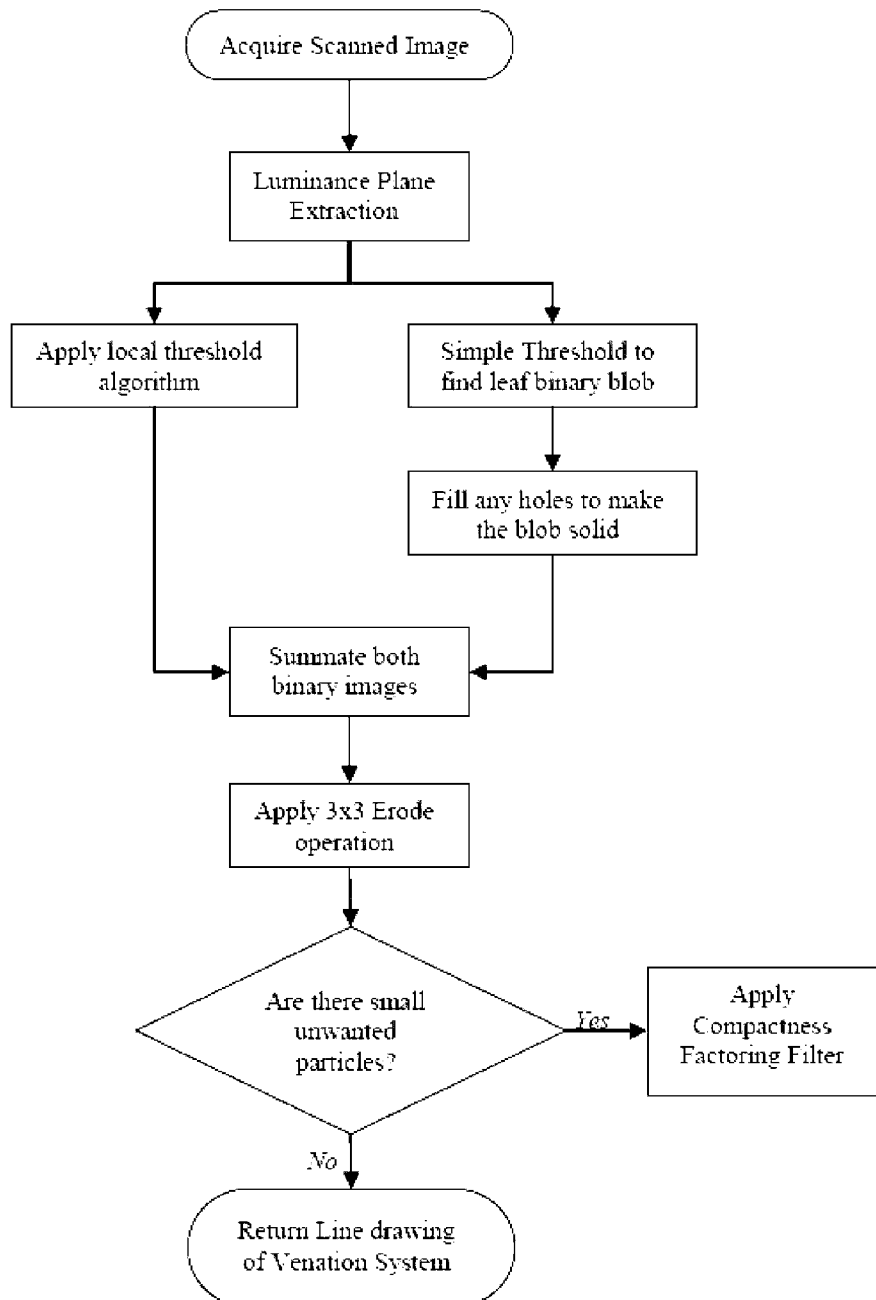 Acquire Scanned Image
Luminance Plane
Extraction
Apply local threshold
algorithm
Simple Threshold to
find leaf binary blob
Fill any holes to make
the blob solid
Summate both
binary images
Apply 3x3 Erode
operation
Are there small
unwanted
particles?
Yes
Apply
Compactness
Factoring Filter
No
Return Line drawing
of Venation System